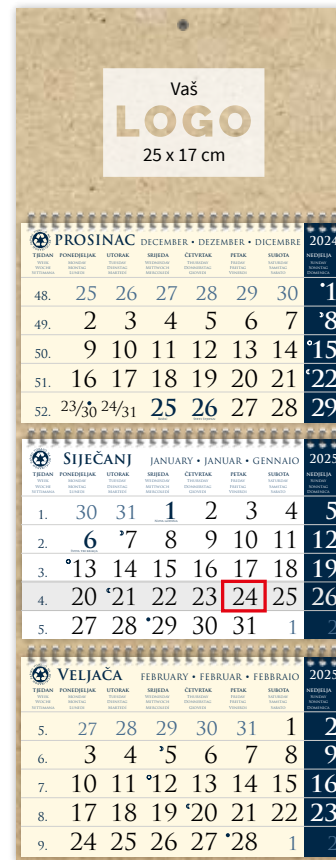 Vaš
LOGO
25 x 17 cm
PROSINAC DECEMBER • DEZEMBER • DICEMBRE 2024
TJEDAN PONEDJELJAK UTORAK SRIJEDA ČETVRTAK PETAK SUBOTA NEDJELJA
48. 25 26 27 28 29 30 1
49. 2 3 4 5 6 7 8
50. 9 10 11 12 13 14 15
51. 16 17 18 19 20 21 22
52. 23/30 24/31 25 26 27 28 29
SIJEČANJ JANUARY • JANUAR • GENNAIO 2025
TJEDAN PONEDJELJAK UTORAK SRIJEDA ČETVRTAK PETAK SUBOTA NEDJELJA
1. 30 31 1 2 3 4 5
2. 6 7 8 9 10 11 12
3. 13 14 15 16 17 18 19
4. 20 21 22 23 24 25 26
5. 27 28 29 30 31 1 2
VELJAČA FEBRUARY • FEBRUAR • FEBBRAIO 2025
TJEDAN PONEDJELJAK UTORAK SRIJEDA ČETVRTAK PETAK SUBOTA NEDJELJA
5. 27 28 29 30 31 1 2
6. 3 4 5 6 7 8 9
7. 10 11 12 13 14 15 16
8. 17 18 19 20 21 22 23
9. 24 25 26 27 28 1 2